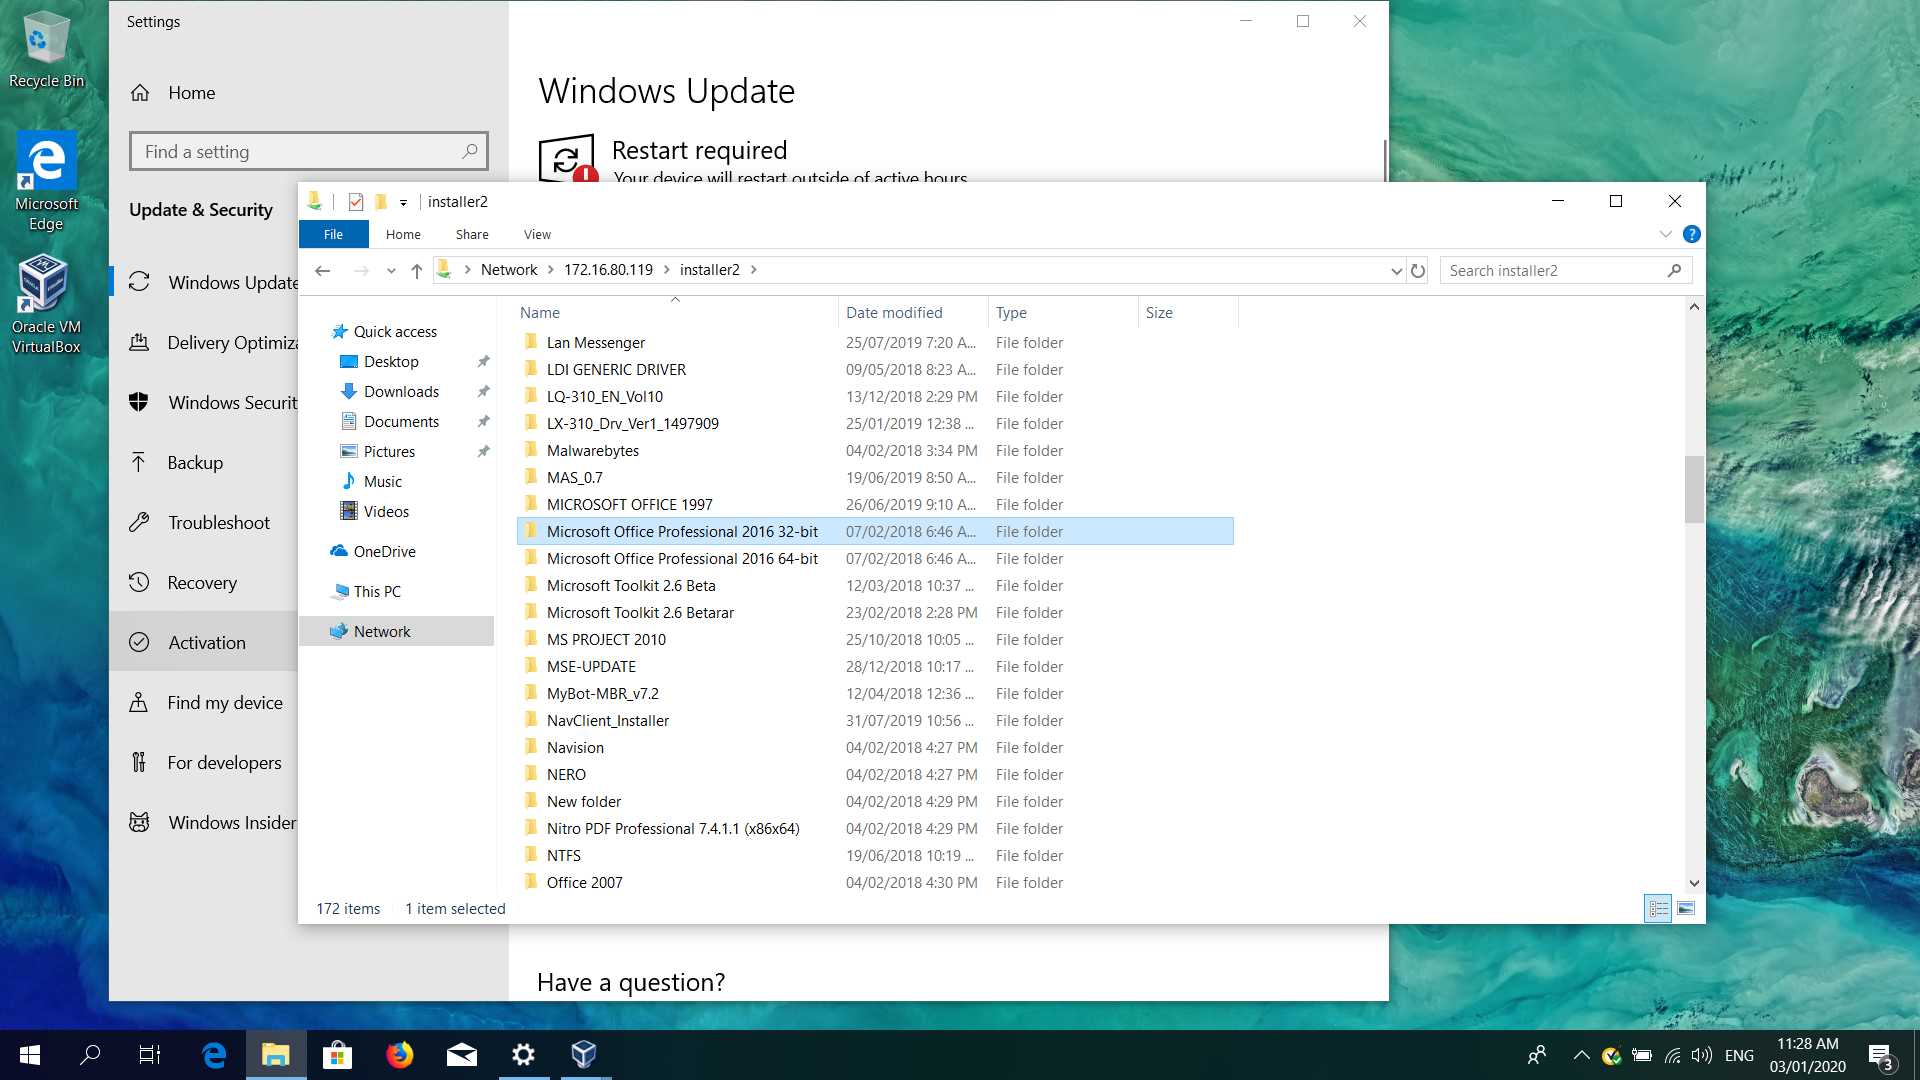 Recycle Bin
Microsoft
Edge
Oracle VM
VirtualBox
Settings
Home
Find a setting
Update & Security
Windows Update
Delivery Optimiza
Windows Securit
Backup
Troubleshoot
Recovery
Activation
Find my device
For developers
Windows Insider
Windows Update
Restart required
Your device will restart outside of active hours
installer2
File Home Share View
Network 172.16.80.119 installer2
Search installer2
Quick access
Desktop
Downloads
Documents
Pictures
Music
Videos
OneDrive
This PC
Network
Name Date modified Type Size
Lan Messenger 25/07/2019 7:20 A... File folder
LDI GENERIC DRIVER 09/05/2018 8:23 A... File folder
LQ-310_EN_Vol10 13/12/2018 2:29 PM File folder
LX-310_Drv_Ver1_1497909 25/01/2019 12:38 ... File folder
Malwarebytes 04/02/2018 3:34 PM File folder
MAS_0.7 19/06/2019 8:50 A... File folder
MICROSOFT OFFICE 1997 26/06/2019 9:10 A... File folder
Microsoft Office Professional 2016 32-bit 07/02/2018 6:46 A... File folder
Microsoft Office Professional 2016 64-bit 07/02/2018 6:46 A... File folder
Microsoft Toolkit 2.6 Beta 12/03/2018 10:37 ... File folder
Microsoft Toolkit 2.6 Betarar 23/02/2018 2:28 PM File folder
MS PROJECT 2010 25/10/2018 10:05 ... File folder
MSE-UPDATE 28/12/2018 10:17 ... File folder
MyBot-MBR_v7.2 12/04/2018 12:36 ... File folder
NavClient_Installer 31/07/2019 10:56 ... File folder
Navision 04/02/2018 4:27 PM File folder
NERO 04/02/2018 4:27 PM File folder
New folder 04/02/2018 4:29 PM File folder
Nitro PDF Professional 7.4.1.1 (x86x64) 04/02/2018 4:29 PM File folder
NTFS 19/06/2018 10:19 ... File folder
Office 2007 04/02/2018 4:30 PM File folder
172 items 1 item selected
Have a question?
ENG
11:28 AM
03/01/2020
3